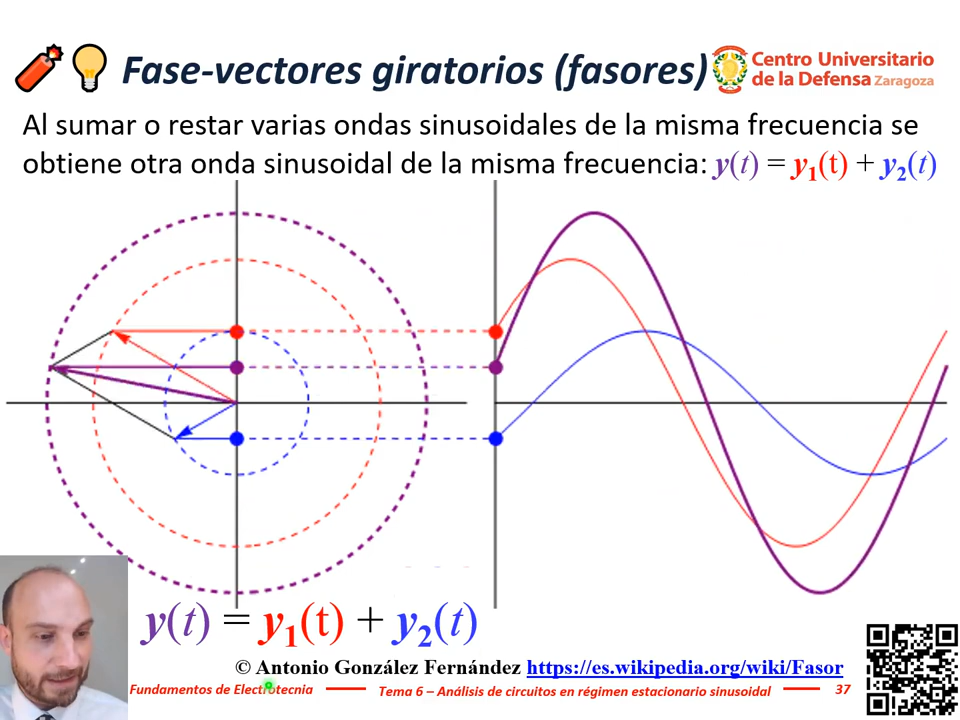 Fase-vectores giratorios (fasores)
Centro Universitario
de la Defensa Zaragoza
Al sumar o restar varias ondas sinusoidales de la misma frecuencia se
obtiene otra onda sinusoidal de la misma frecuencia: y(t) = y₁(t) + y₂(t)
y(t) = y₁(t) + y₂(t)
© Antonio González Fernández https://es.wikipedia.org/wiki/Fasor
Fundamentos de Electrotecnia Tema 6 – Análisis de circuitos en régimen estacionario sinusoidal 37